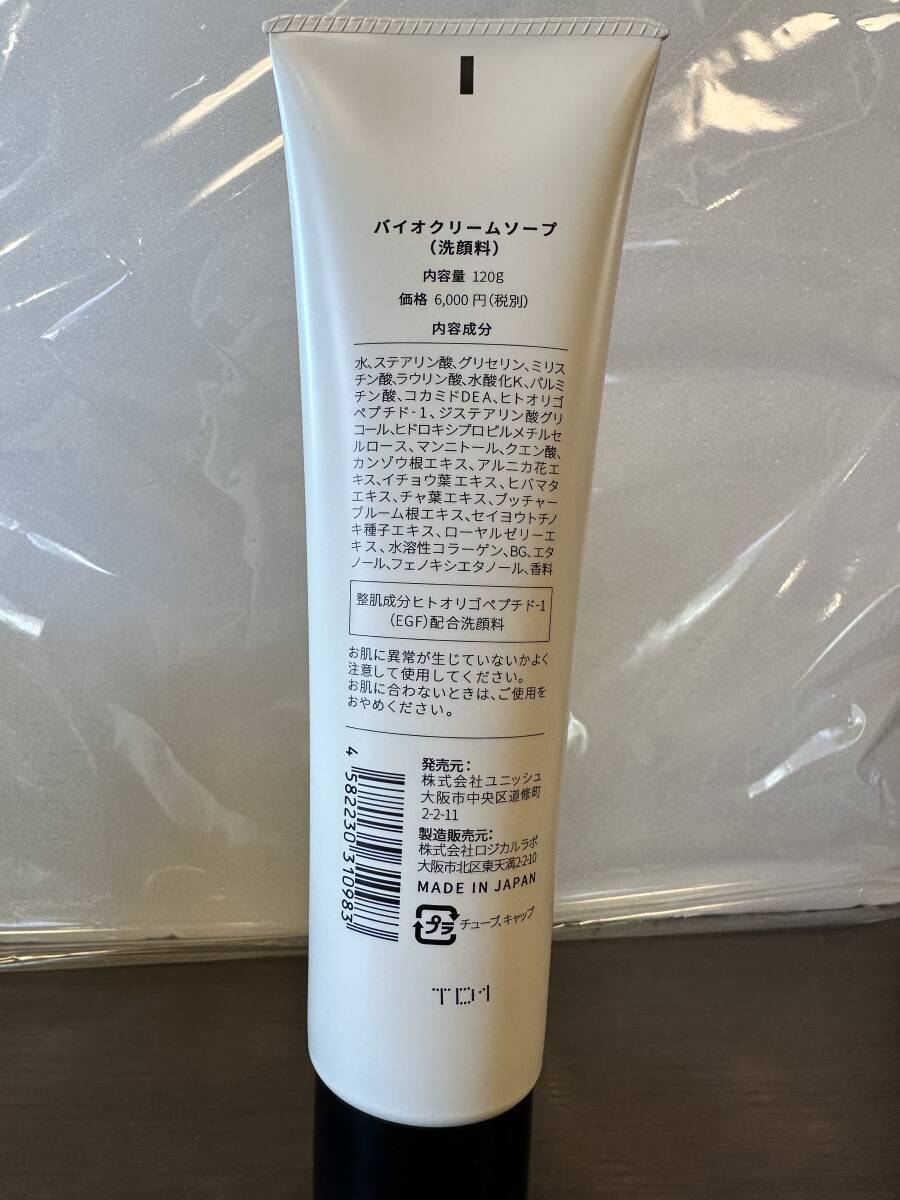 バイオクリームソープ
（洗顔料）
内容量 120g
価格 6,000円（税別）
内容成分
水、ステアリン酸、グリセリン、ミリス
チン酸、ラウリン酸、水酸化K、パルミ
チン酸、コカミドDEA、ヒトオリゴ
ペプチド-1、ジステアリン酸グリ
コール、ヒドロキシプロピルメチルセ
ルロース、マンニトール、クエン酸、
カンゾウ根エキス、アルニカ花エ
キス、イチョウ葉エキス、ヒバマタ
エキス、チャ葉エキス、ブッチャー
ブルーム根エキス、セイヨウトチノ
キ種子エキス、ローヤルゼリーエ
キス、水溶性コラーゲン、BG、エタ
ノール、フェノキシエタノール、香料
整肌成分ヒトオリゴペプチド-1
（EGF）配合洗顔料
お肌に異常が生じていないかよく
注意して使用してください。
お肌に合わないときは、ご使用を
おやめください。
発売元：
株式会社ユニッシュ
大阪市中央区道修町
2-2-11
製造販売元：
株式会社ロジカルラボ
大阪市北区東天満2-2-10
MADE IN JAPAN
プラ チューブ、キャップ
4 582230 310983
TD1